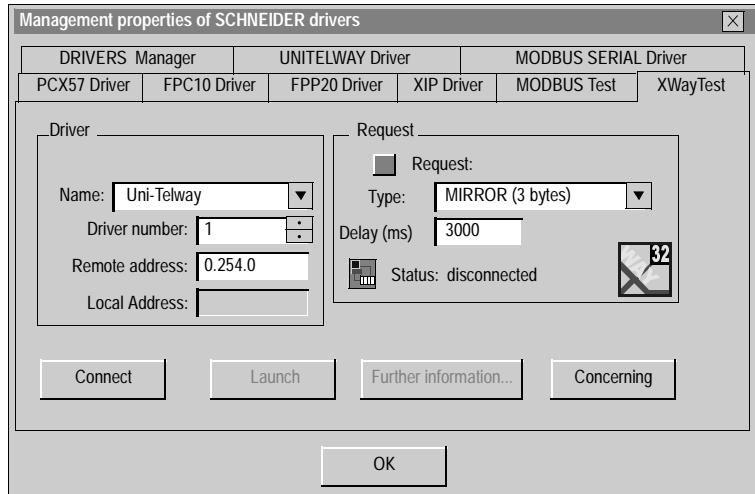 Management properties of SCHNEIDER drivers
DRIVERS Manager UNITELWAY Driver MODBUS SERIAL Driver
PCX57 Driver FPC10 Driver FPP20 Driver XIP Driver MODBUS Test XWayTest
Driver
Name: Uni-Telway
Driver number: 1
Remote address: 0.254.0
Local Address:
Request
Request:
Type: MIRROR (3 bytes)
Delay (ms) 3000
Status: disconnected
WAY 32
Connect Launch Further information... Concerning
OK